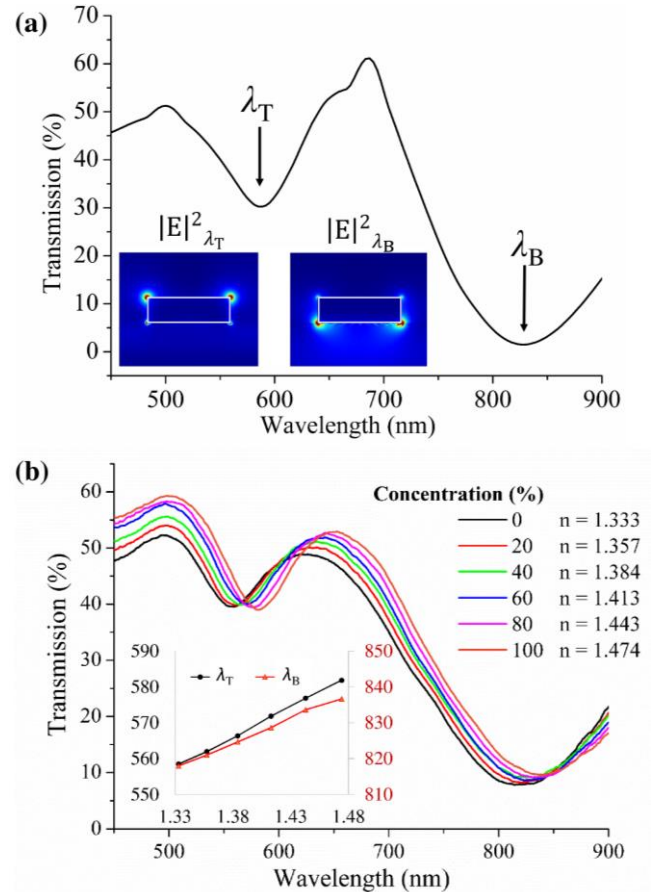 (a)
70
60
50
40
30
20
10
0
Transmission (%)
λT
λB
|E|²λT
|E|²λB
500 600 700 800 900
Wavelength (nm)
(b)
60
50
40
30
20
10
0
Transmission (%)
Concentration (%)
0 n = 1.333
20 n = 1.357
40 n = 1.384
60 n = 1.413
80 n = 1.443
100 n = 1.474
590
580
570
560
550
λT λB
850
840
830
820
810
1.33 1.38 1.43 1.48
500 600 700 800 900
Wavelength (nm)